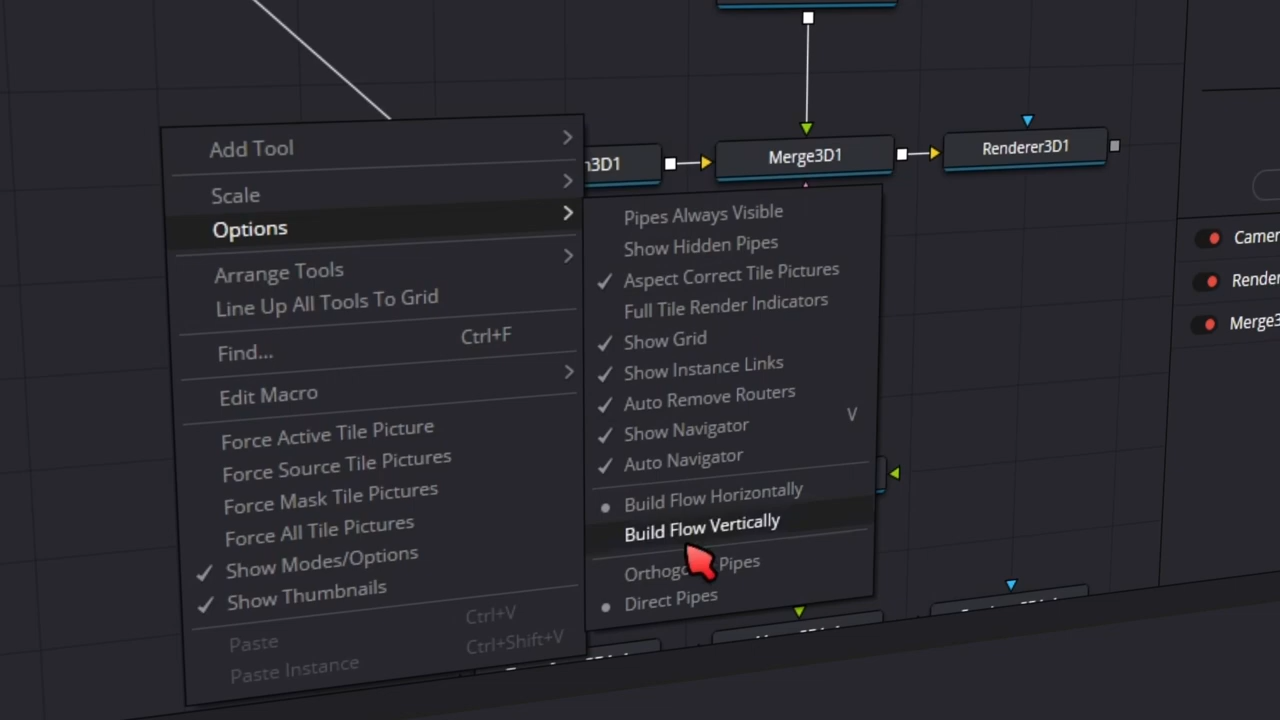 Add Tool
Scale
Options
Arrange Tools
Line Up All Tools To Grid
Find... Ctrl+F
Edit Macro
Force Active Tile Picture
Force Source Tile Pictures
Force Mask Tile Pictures
Force All Tile Pictures
Show Modes/Options
Show Thumbnails
Paste Ctrl+V
Paste Instance Ctrl+Shift+V
Pipes Always Visible
Show Hidden Pipes
Aspect Correct Tile Pictures
Full Tile Render Indicators
Show Grid
Show Instance Links
Auto Remove Routers
Show Navigator V
Auto Navigator
Build Flow Horizontally
Build Flow Vertically
Pipes
Direct Pipes
Merge3D1
Renderer3D1